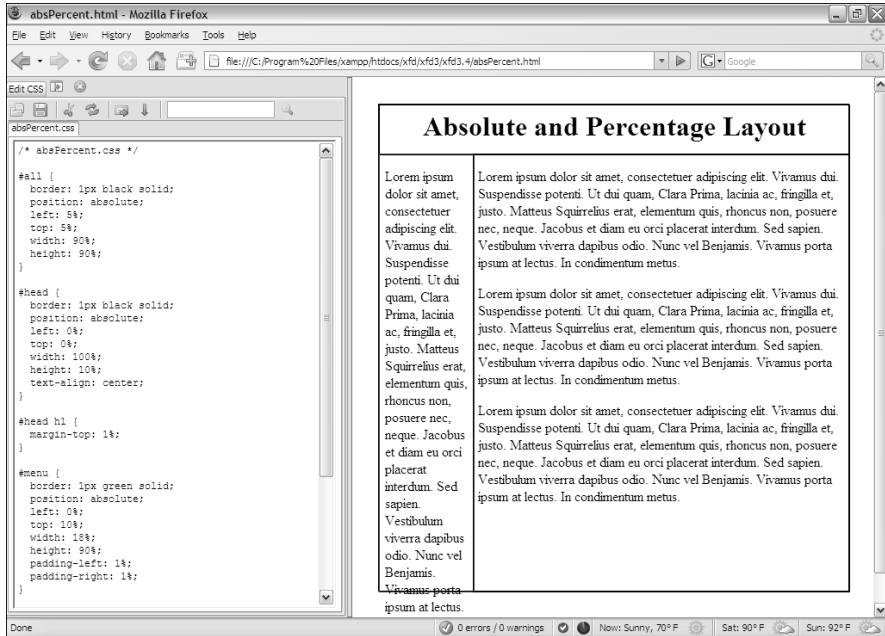 absPercent.html - Mozilla Firefox
File Edit View History Bookmarks Tools Help
file:///C:/Program%20Files/xampp/htdocs/xfd/xfd3/xfd3.4/absPercent.html
G Google
Edit CSS
absPercent.css
/* absPercent.css */
#all {
border: 1px black solid;
position: absolute;
left: 5%;
top: 5%;
width: 90%;
height: 90%;
}
#head {
border: 1px black solid;
position: absolute;
left: 0%;
top: 0%;
width: 100%;
height: 10%;
text-align: center;
}
#head h1 {
margin-top: 1%;
}
#menu {
border: 1px green solid;
position: absolute;
left: 0%;
top: 10%;
width: 18%;
height: 90%;
padding-left: 1%;
padding-right: 1%;
}
Absolute and Percentage Layout
Lorem ipsum
dolor sit amet,
consectetuer
adipiscing elit.
Vivamus dui.
Suspendisse
potenti. Ut dui
quam, Clara
Prima, lacinia
ac, fringilla et,
justo. Matteus
Squirrelius erat,
elementum quis,
rhoncus non,
posuere nec,
neque. Jacobus
et diam eu orci
placerat
interdum. Sed
sapien.
Vestibulum
viverra dapibus
odio. Nunc vel
Benjamis.
Vivamus porta
ipsum at lectus.
Lorem ipsum dolor sit amet, consectetuer adipiscing elit. Vivamus dui.
Suspendisse potenti. Ut dui quam, Clara Prima, lacinia ac, fringilla et,
justo. Matteus Squirrelius erat, elementum quis, rhoncus non, posuere
nec, neque. Jacobus et diam eu orci placerat interdum. Sed sapien.
Vestibulum viverra dapibus odio. Nunc vel Benjamis. Vivamus porta
ipsum at lectus. In condimentum metus.
Lorem ipsum dolor sit amet, consectetuer adipiscing elit. Vivamus dui.
Suspendisse potenti. Ut dui quam, Clara Prima, lacinia ac, fringilla et,
justo. Matteus Squirrelius erat, elementum quis, rhoncus non, posuere
nec, neque. Jacobus et diam eu orci placerat interdum. Sed sapien.
Vestibulum viverra dapibus odio. Nunc vel Benjamis. Vivamus porta
ipsum at lectus. In condimentum metus.
Lorem ipsum dolor sit amet, consectetuer adipiscing elit. Vivamus dui.
Suspendisse potenti. Ut dui quam, Clara Prima, lacinia ac, fringilla et,
justo. Matteus Squirrelius erat, elementum quis, rhoncus non, posuere
nec, neque. Jacobus et diam eu orci placerat interdum. Sed sapien.
Vestibulum viverra dapibus odio. Nunc vel Benjamis. Vivamus porta
ipsum at lectus. In condimentum metus.
Done
0 errors / 0 warnings Now: Sunny, 70° F Sat: 90° F Sun: 92° F